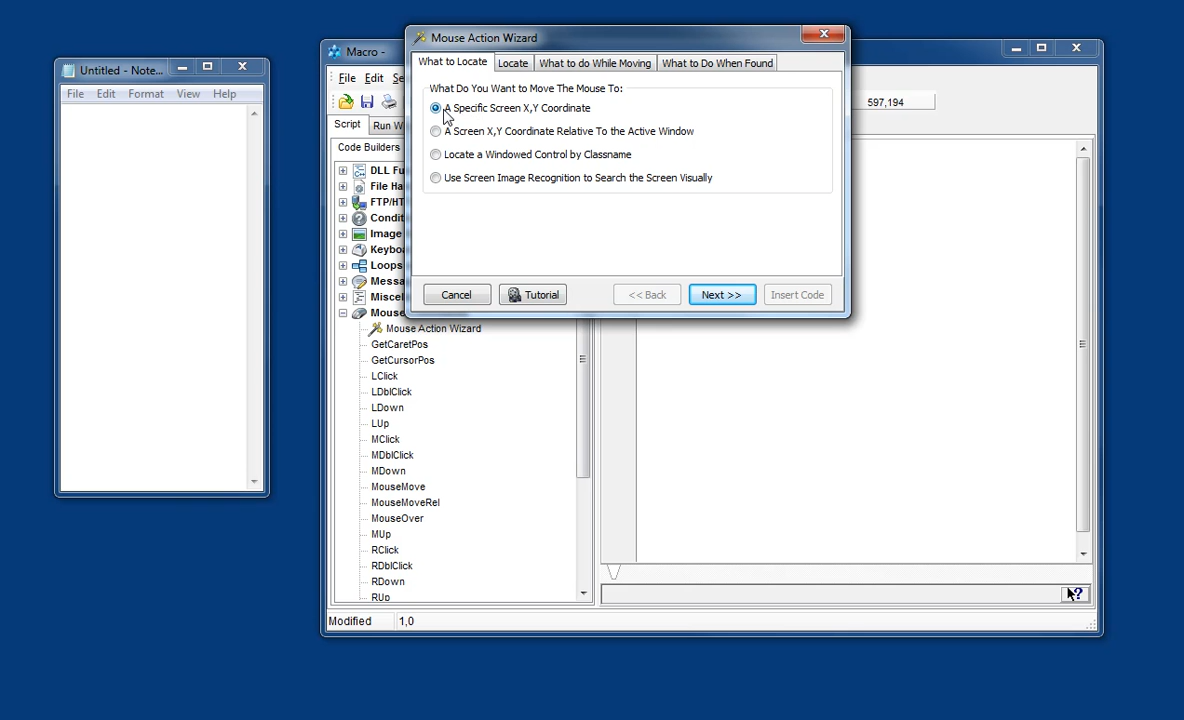 Untitled - Note...
File Edit Format View Help
Macro -
File Edit Se
597,194
Script Run W
Code Builders
DLL Fu
File Ha
FTP/HT
Condit
Image
Keybo
Loops
Messa
Miscel
Mouse
Mouse Action Wizard
GetCaretPos
GetCursorPos
LClick
LDblClick
LDown
LUp
MClick
MDblClick
MDown
MouseMove
MouseMoveRel
MouseOver
MUp
RClick
RDblClick
RDown
RUp
Modified 1,0
Mouse Action Wizard
What to Locate Locate What to do While Moving What to Do When Found
What Do You Want to Move The Mouse To:
A Specific Screen X,Y Coordinate
A Screen X,Y Coordinate Relative To the Active Window
Locate a Windowed Control by Classname
Use Screen Image Recognition to Search the Screen Visually
Cancel Tutorial << Back Next >> Insert Code